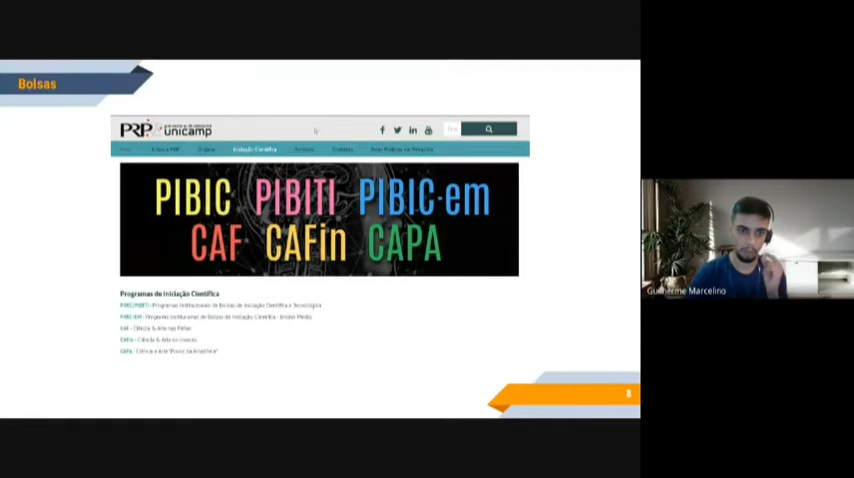 Bolsas
PRP unicamp
Iniciação Científica
PIBIC PIBITI PIBIC-em
CAF CAFin CAPA
Programas de Iniciação Científica
PIBIC/PIBITI - Programas Institucionais de Bolsas de Iniciação Científica e Tecnológica
PIBIC-EM - Programa Institucional de Bolsas de Iniciação Científica - Ensino Médio
CAF - Ciência & Arte nas Férias
CAFin - Ciência & Arte no Inverno
CAPA - Ciência e Arte "Povos da Amazônia"
8
Guilherme Marcelino